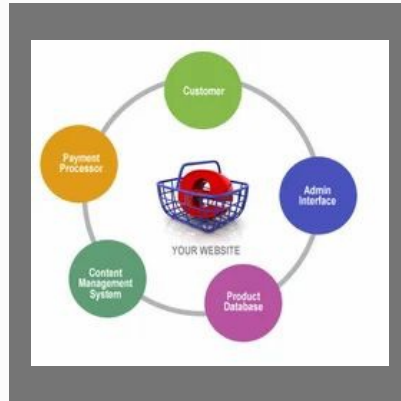 Customer
Payment
Processor
Admin
Interface
e
YOUR WEBSITE
Content
Management
System
Product
Database